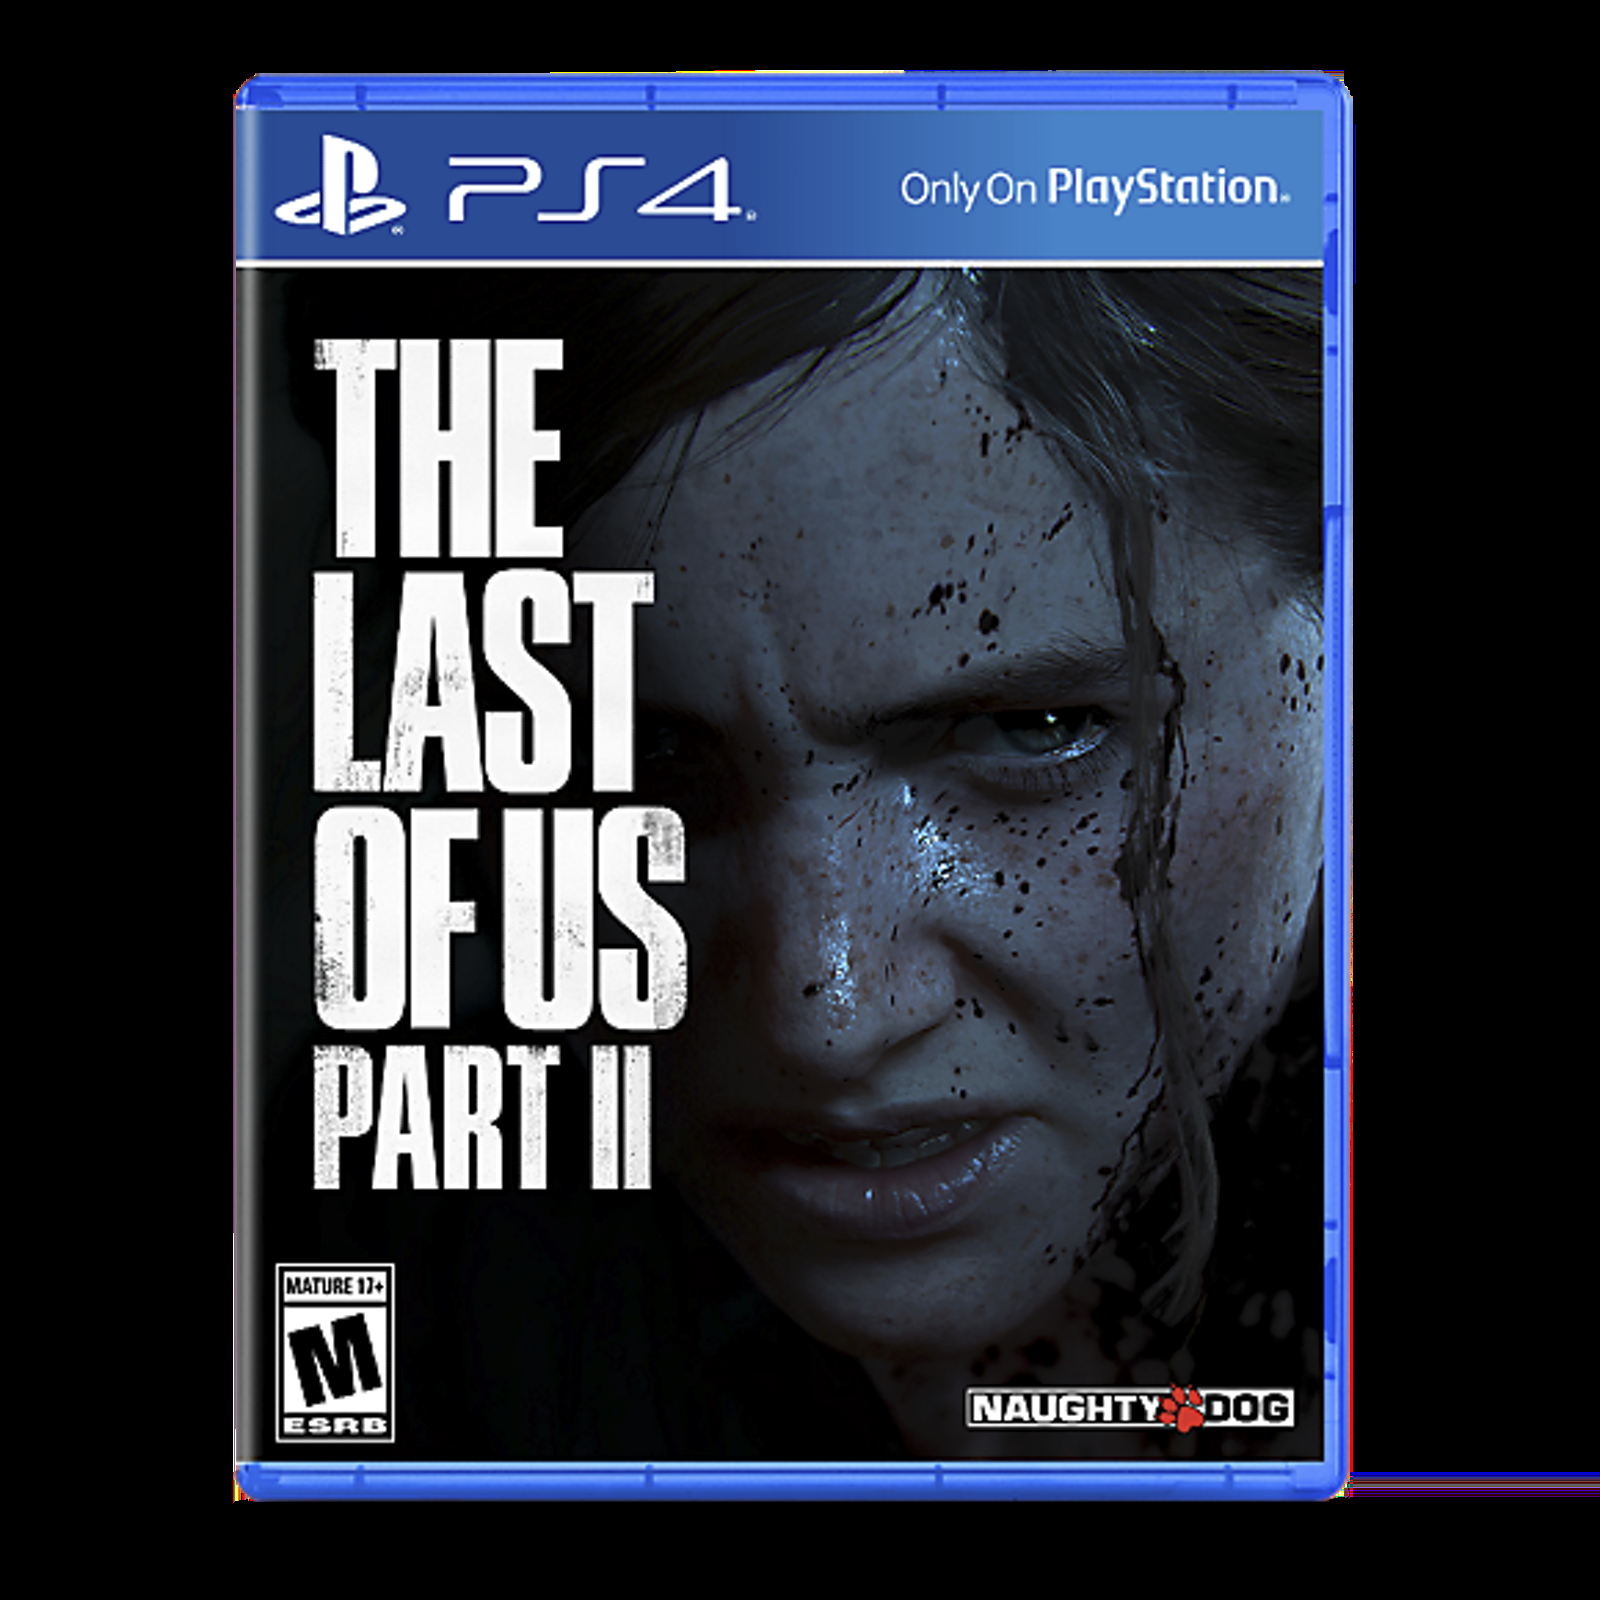 PS4
Only On PlayStation
THE
LAST
OF US
PART II
MATURE 17+
M
ESRB
NAUGHTY DOG